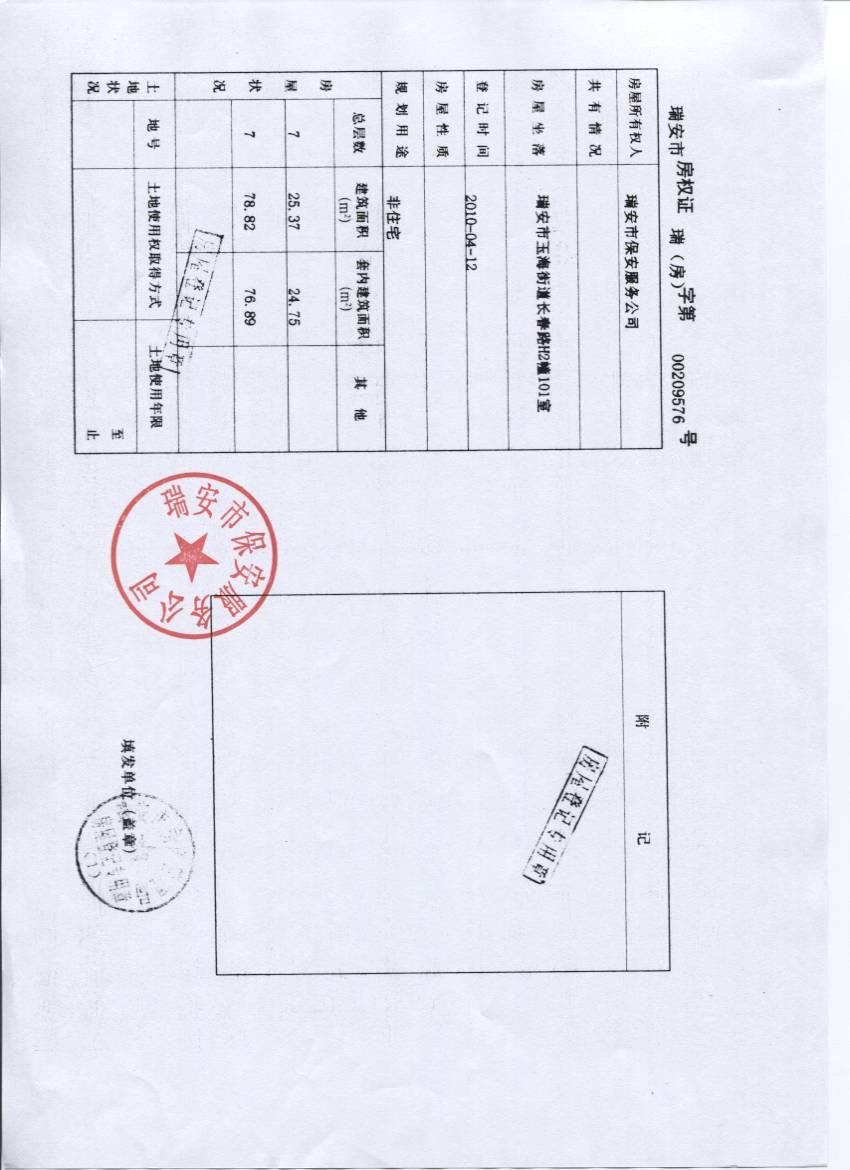 瑞安市 房权证 瑞(房)字第 00209576 号
房屋所有权人 瑞安市保安服务公司
共有情况
房屋坐落 瑞安市玉海街道长春路H2幢101室
登记时间 2010-04-12
房屋性质
规划用途 非住宅
房屋状况
总层数 建筑面积(m²) 套内建筑面积(m²) 其他
7 25.37 24.75
7 78.82 76.89
土地状况
地号 土地使用权取得方式 土地使用年限
至 止
房屋登记专用章
瑞安市保安服务公司
附 记
房屋登记专用章
填发单位(盖章)